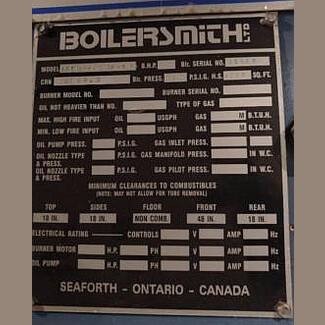 BOILERSMITH LTD
MODEL B.H.P. Blr. SERIAL NO.
CRN Blr. PRESS. P.S.I.G. H.S. SQ.FT.
BURNER MODEL NO. BURNER SERIAL NO.
OIL NOT HEAVIER THAN NO. TYPE OF GAS
MAX. HIGH FIRE INPUT OIL USGPH GAS M B.T.U.H.
MIN. LOW FIRE INPUT OIL USGPH GAS M B.T.U.H.
OIL PUMP PRESS. P.S.I.G. GAS INLET PRESS.
OIL NOZZLE TYPE & PRESS. P.S.I.G. GAS MANIFOLD PRESS. IN W.C.
OIL NOZZLE TYPE & PRESS. P.S.I.G. GAS PILOT PRESS. IN W.C.
MINIMUM CLEARANCES TO COMBUSTIBLES
(NOTE: MAY NOT ALLOW FOR TUBE REMOVAL)
TOP SIDES FLOOR FRONT REAR
18 IN. 18 IN. NON COMB. 48 IN. 18 IN.
ELECTRICAL RATING CONTROLS V AMP Hz
BURNER MOTOR H.P. PH V AMP Hz
OIL PUMP H.P. PH V AMP Hz
SEAFORTH - ONTARIO - CANADA